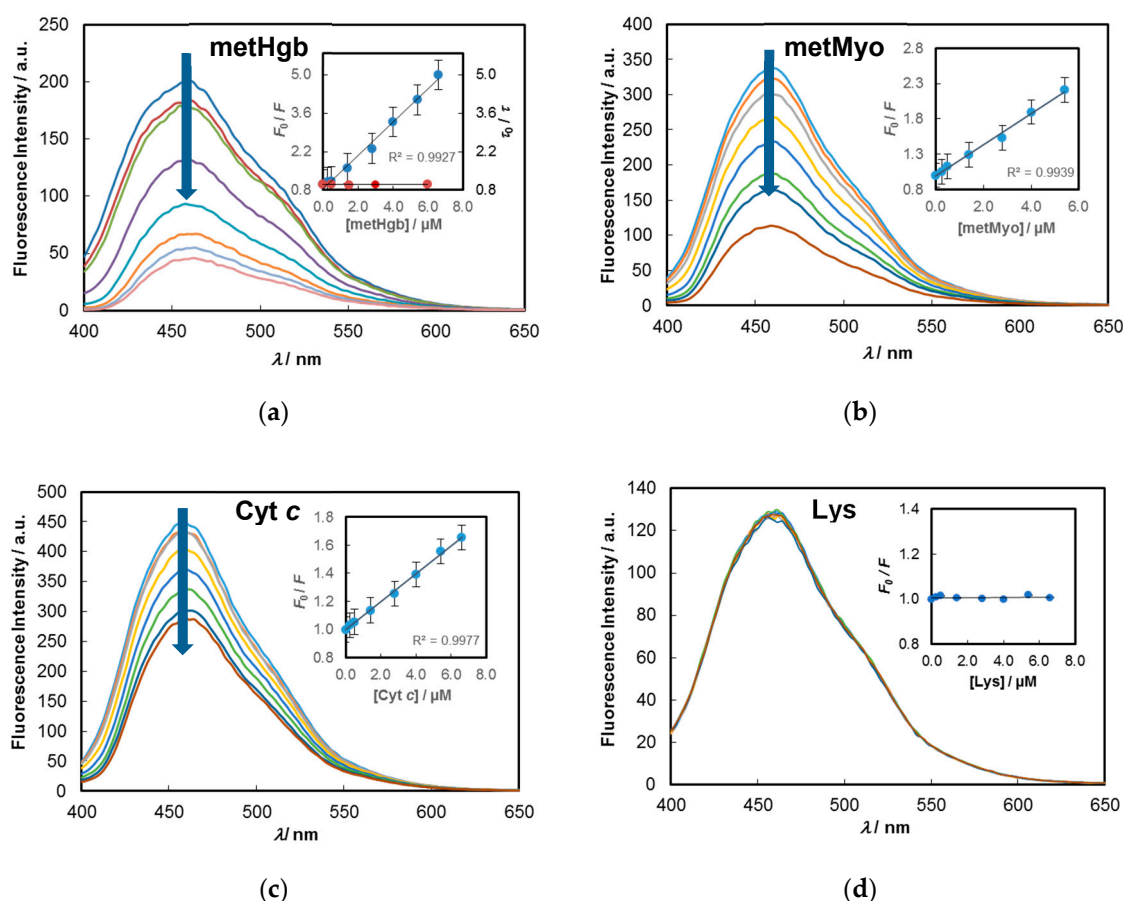 metHgb
Fluorescence Intensity / a.u.
250
200
150
100
50
0
400 450 500 550 600 650
λ / nm
F₀ / F
5.0
3.6
2.2
0.8
τ₀ / τ
5.0
3.6
2.2
0.8
R² = 0.9927
0.0 2.0 4.0 6.0 8.0
[metHgb] / µM
(a)
metMyo
Fluorescence Intensity / a.u.
400
350
300
250
200
150
100
50
0
400 450 500 550 600 650
λ / nm
F₀ / F
2.8
2.3
1.8
1.3
0.8
R² = 0.9939
0.0 2.0 4.0 6.0
[metMyo] / µM
(b)
Cyt c
Fluorescence Intensity / a.u.
500
450
400
350
300
250
200
150
100
50
0
400 450 500 550 600 650
λ / nm
F₀ / F
1.8
1.6
1.4
1.2
1.0
0.8
R² = 0.9977
0.0 2.0 4.0 6.0 8.0
[Cyt c] / µM
(c)
Lys
Fluorescence Intensity / a.u.
140
120
100
80
60
40
20
0
400 450 500 550 600 650
λ / nm
F₀ / F
1.4
1.2
1.0
0.8
0.0 2.0 4.0 6.0 8.0
[Lys] / µM
(d)